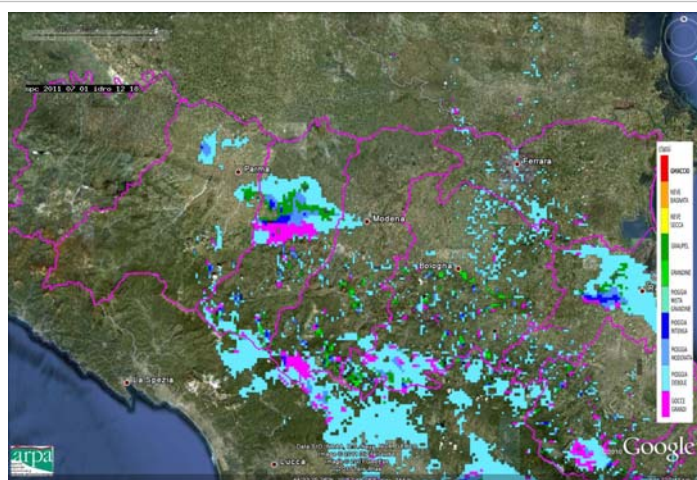 spc 2011 07 01 idro 12 10
Parma
Ferrara
Modena
Bologna
La Spezia
Lucca
CLASSI
GHIACCIO
NEVE
BAGNATA
NEVE
SECCA
GRAUPEL
GRANDINE
PIOGGIA
MISTA
GRANDINE
PIOGGIA
INTENSA
PIOGGIA
MODERATA
PIOGGIA
DEBOLE
GOCCE
GRANDI
Google
arpa